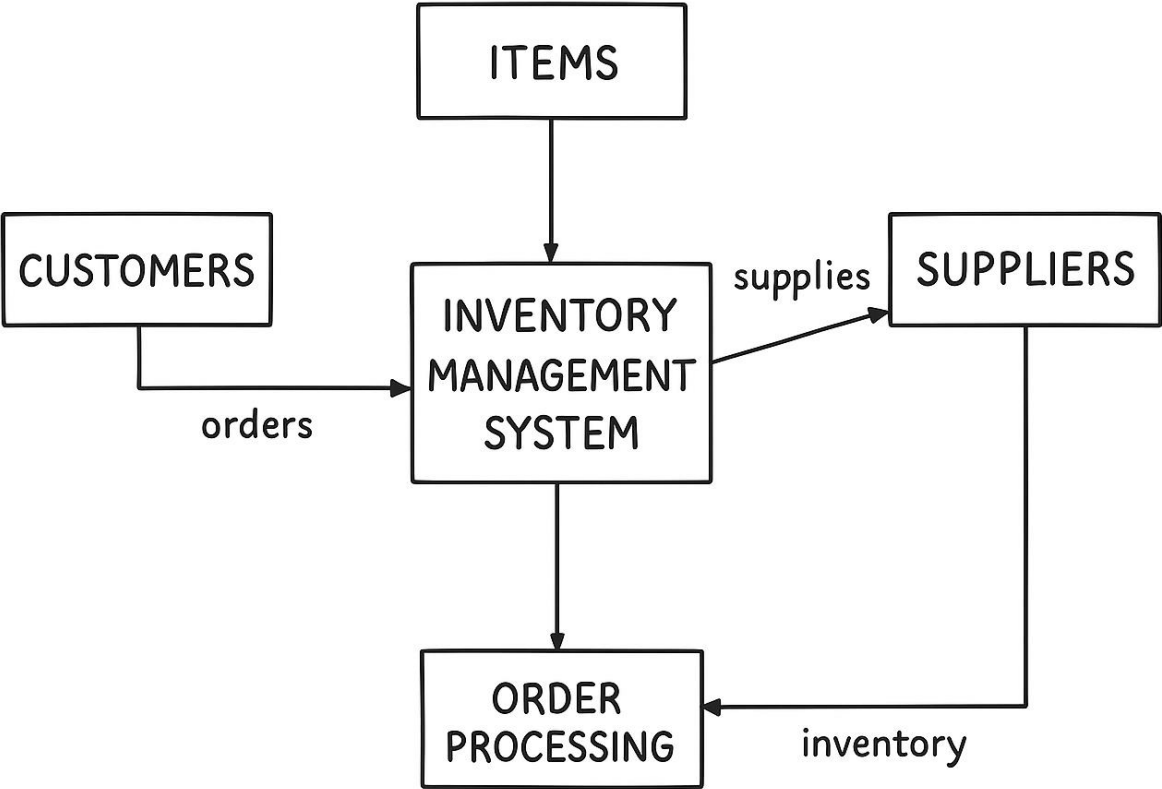 ITEMS
CUSTOMERS
SUPPLIERS
supplies
INVENTORY
MANAGEMENT
SYSTEM
orders
ORDER
PROCESSING
inventory